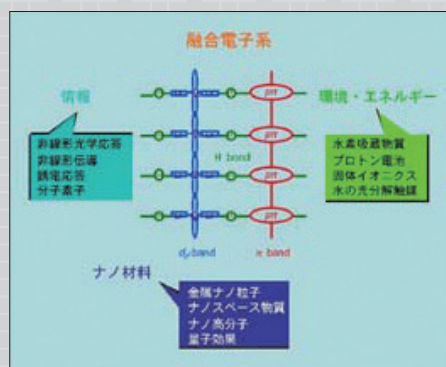 融合電子系
情報
環境・エネルギー
非線形光学応答
非線形伝導
誘電応答
分子素子
水素吸蔵物質
プロトン電池
固体イオニクス
水の光分解触媒
H bond
band
π band
ナノ材料
金属ナノ粒子
ナノスペース物質
ナノ高分子
量子効果